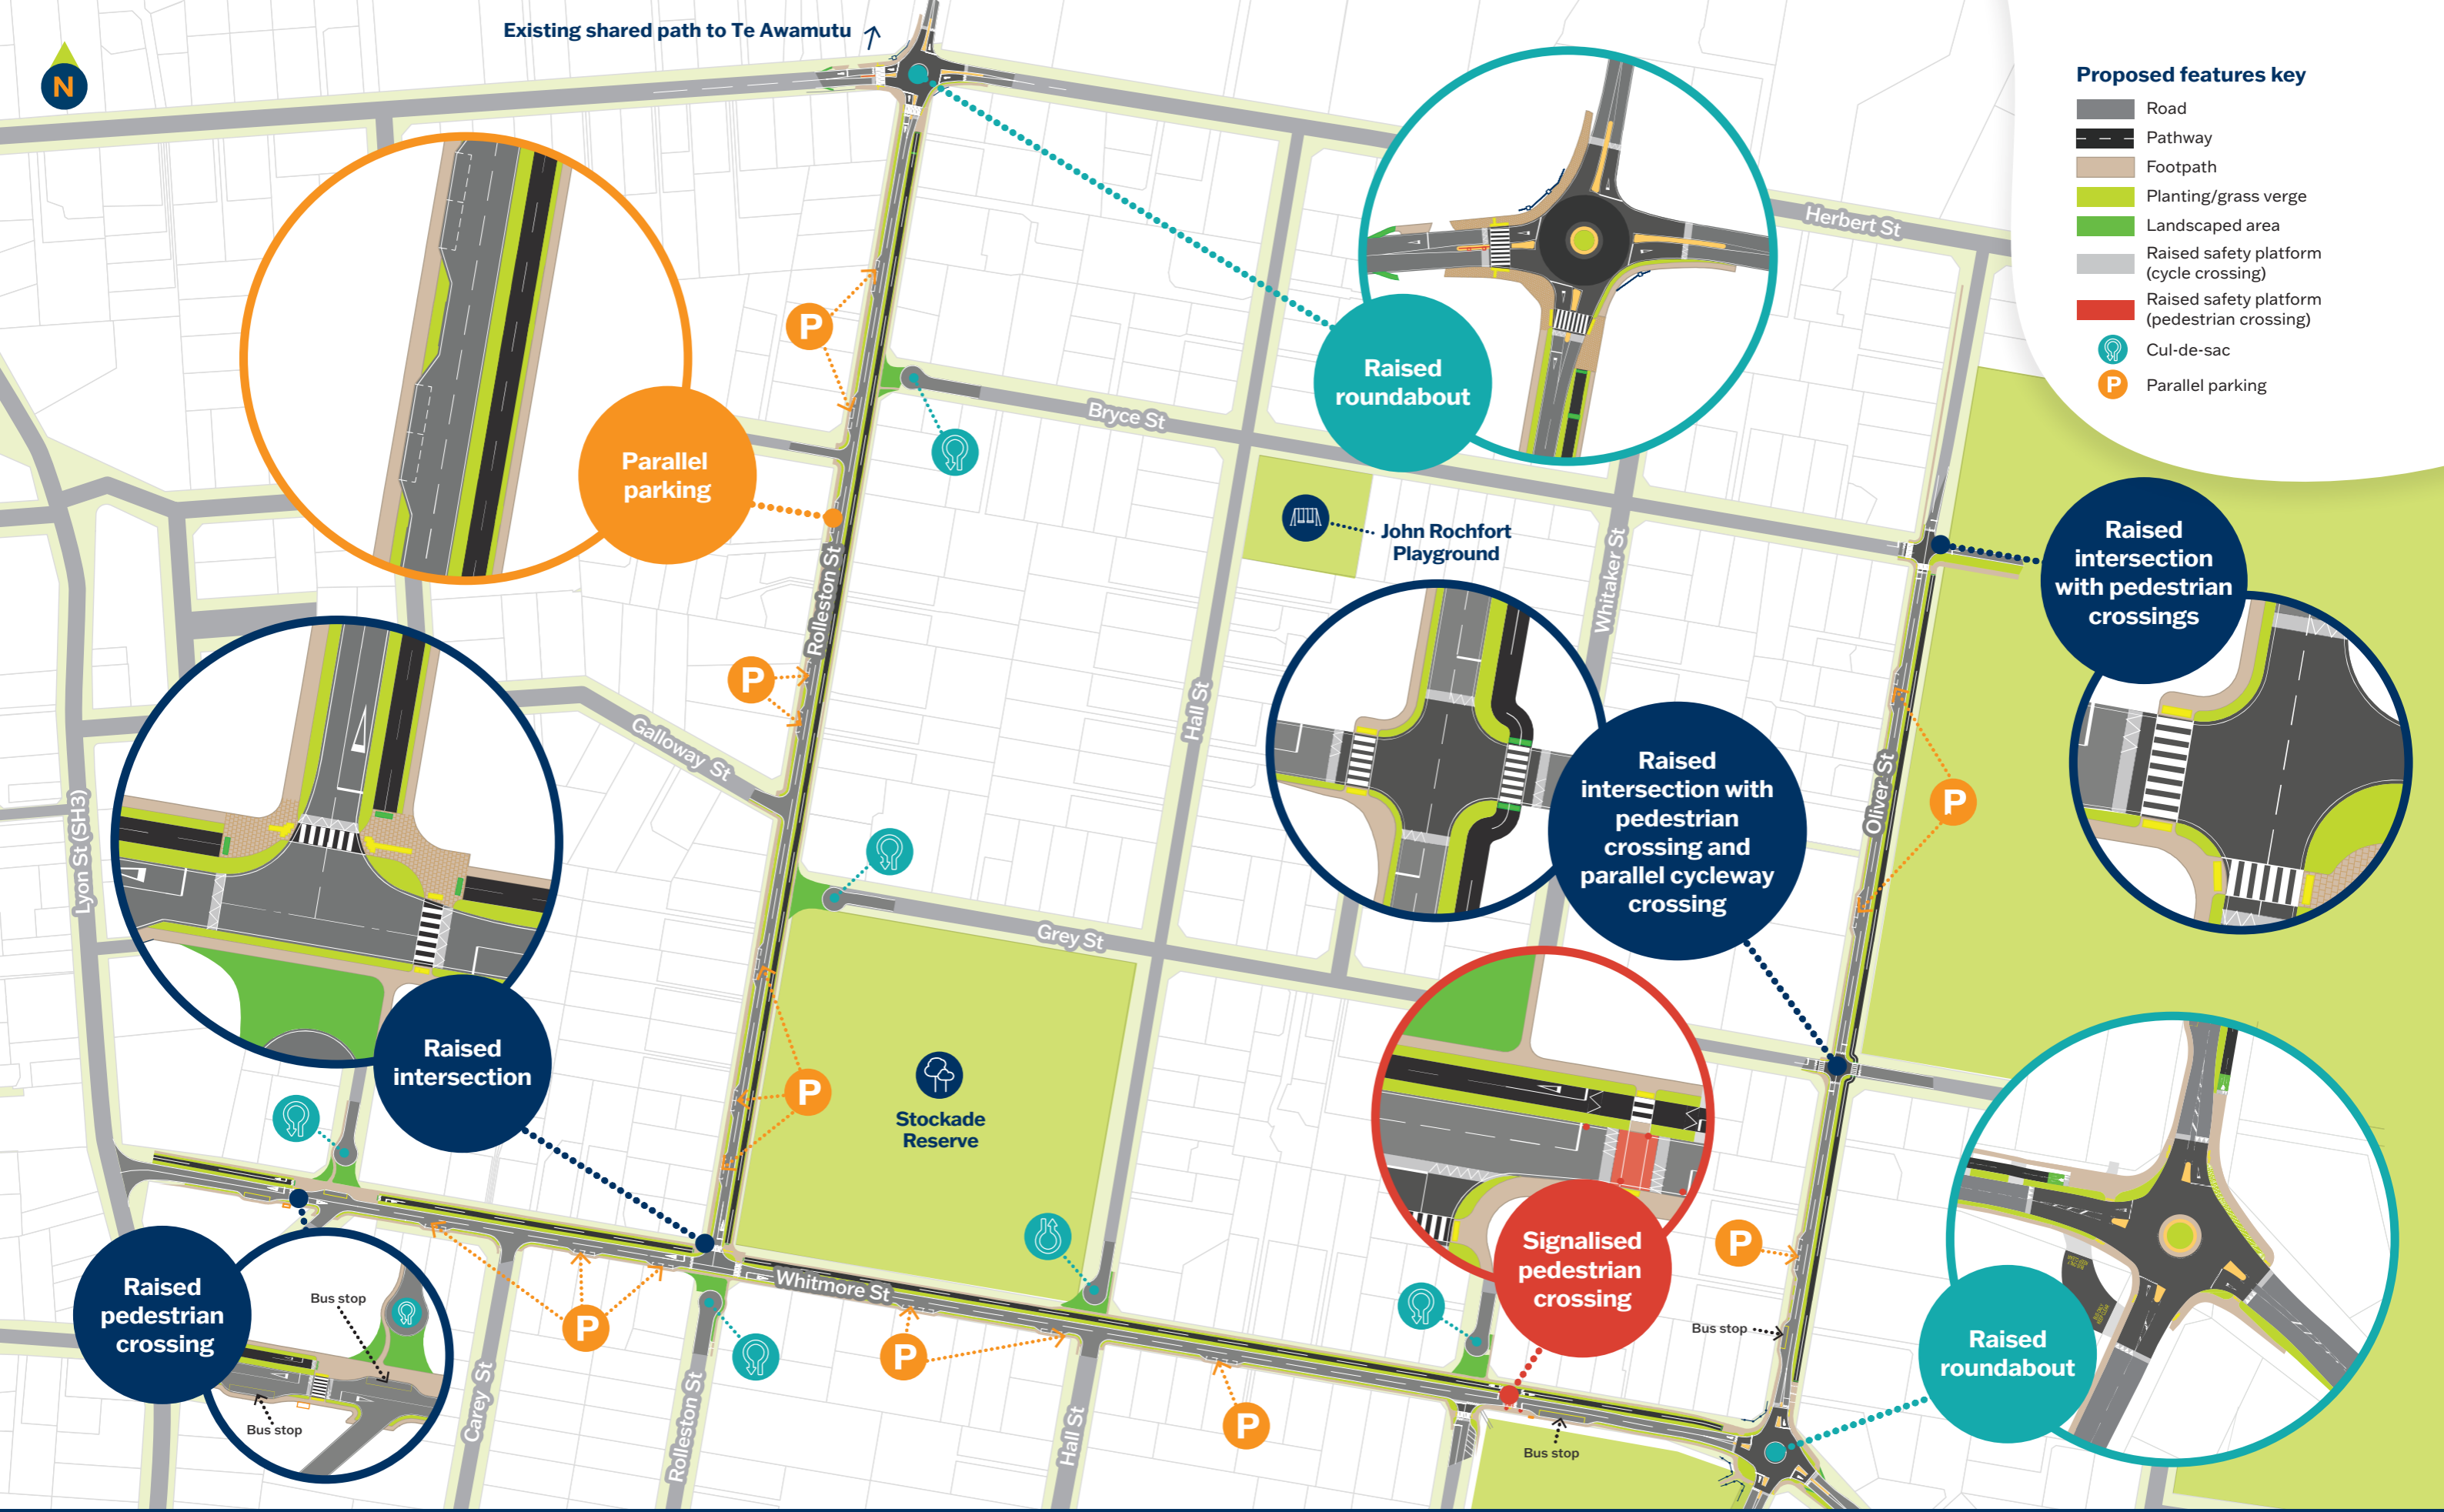 Existing shared path to Te Awamutu
N
Proposed features key
Road
Pathway
Footpath
Planting/grass verge
Landscaped area
Raised safety platform
(cycle crossing)
Raised safety platform
(pedestrian crossing)
Cul-de-sac
P
Parallel parking
Herbert St
Raised
roundabout
P
Bryce St
Parallel
parking
John Rochfort
Playground
Raised
intersection
with pedestrian
crossings
Rolleston St
Whitaker St
P
Hall St
Galloway St
Raised
intersection with
pedestrian
crossing and
parallel cycleway
crossing
Oliver St
P
Lyon St (SH3)
Grey St
Raised
intersection
P
Stockade
Reserve
Signalised
pedestrian
crossing
P
Whitmore St
Raised
pedestrian
crossing
Bus stop
Bus stop
P
P
Bus stop
Raised
roundabout
Carey St
Rolleston St
Hall St
P
Bus stop